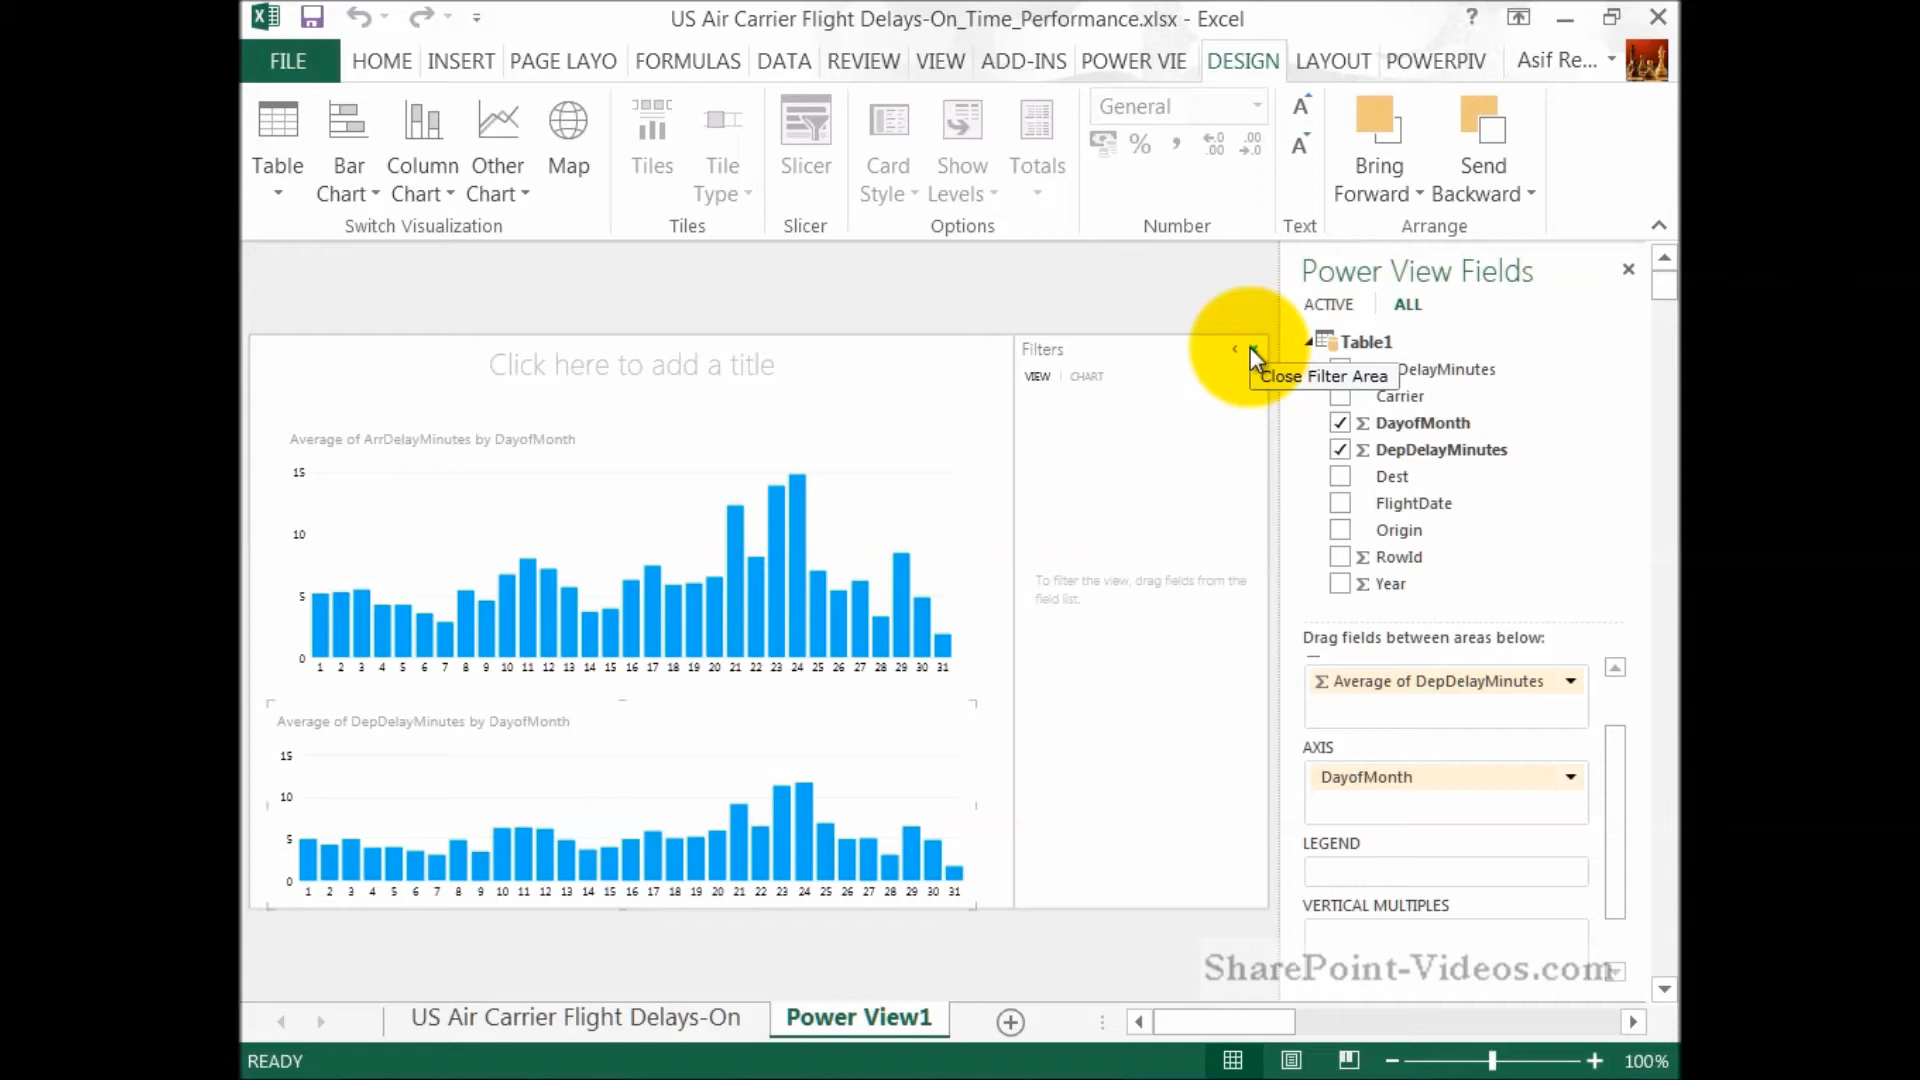 US Air Carrier Flight Delays-On_Time_Performance.xlsx - Excel
?
FILE HOME INSERT PAGE LAYO FORMULAS DATA REVIEW VIEW ADD-INS POWER VIE DESIGN LAYOUT POWERPIV Asif Re...
Table
Bar Chart
Column Chart
Other Chart
Map
Tiles
Tile Type
Slicer
Card Style
Show Levels
Totals
General
% ,
←.0 .00
.00 →.0
A
A
Bring Forward
Send Backward
Switch Visualization
Tiles
Slicer
Options
Number
Text
Arrange
Click here to add a title
Average of ArrDelayMinutes by DayofMonth
15
10
5
0
1 2 3 4 5 6 7 8 9 10 11 12 13 14 15 16 17 18 19 20 21 22 23 24 25 26 27 28 29 30 31
Average of DepDelayMinutes by DayofMonth
15
10
5
0
1 2 3 4 5 6 7 8 9 10 11 12 13 14 15 16 17 18 19 20 21 22 23 24 25 26 27 28 29 30 31
Filters
VIEW | CHART
Close Filter Area
To filter the view, drag fields from the
field list.
Power View Fields
ACTIVE ALL
Table1
DelayMinutes
Carrier
Σ DayofMonth
Σ DepDelayMinutes
Dest
FlightDate
Origin
Σ RowId
Σ Year
Drag fields between areas below:
Σ Average of DepDelayMinutes
AXIS
DayofMonth
LEGEND
VERTICAL MULTIPLES
SharePoint-Videos.com
US Air Carrier Flight Delays-On
Power View1
READY
100%